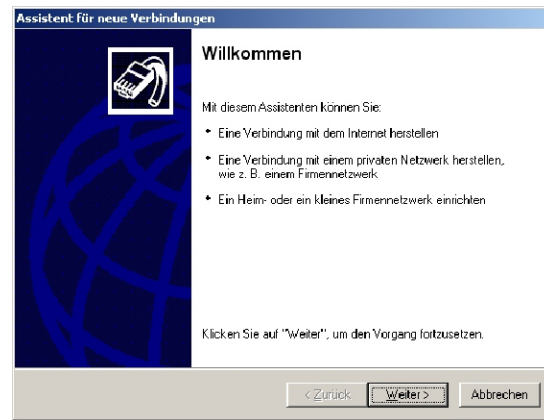 Assistent für neue Verbindungen
Willkommen
Mit diesem Assistenten können Sie:
Eine Verbindung mit dem Internet herstellen
Eine Verbindung mit einem privaten Netzwerk herstellen,
wie z. B. einem Firmennetzwerk
Ein Heim- oder ein kleines Firmennetzwerk einrichten
Klicken Sie auf "Weiter", um den Vorgang fortzusetzen.
< Zurück Weiter > Abbrechen